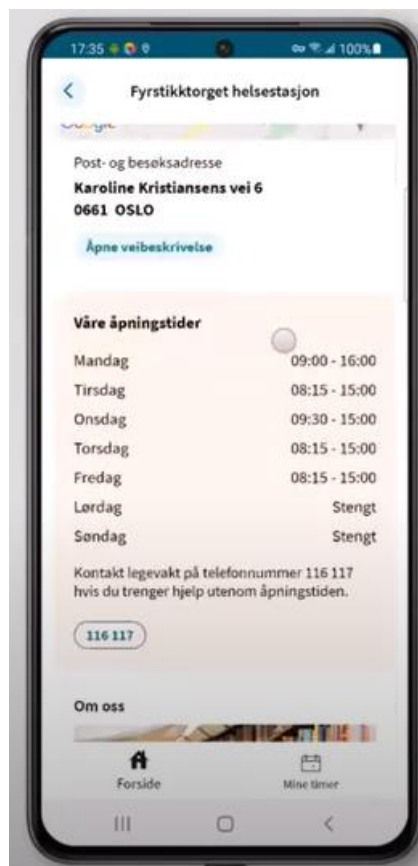 17:35 100%
Fyrstikktorget helsestasjon
Google
Post- og besøksadresse
Karoline Kristiansens vei 6
0661 OSLO
Åpne veibeskrivelse
Våre åpningstider
Mandag 09:00 - 16:00
Tirsdag 08:15 - 15:00
Onsdag 09:30 - 15:00
Torsdag 08:15 - 15:00
Fredag 08:15 - 15:00
Lørdag Stengt
Søndag Stengt
Kontakt legevakt på telefonnummer 116 117
hvis du trenger hjelp utenom åpningstiden.
116 117
Om oss
Forside Mine timer